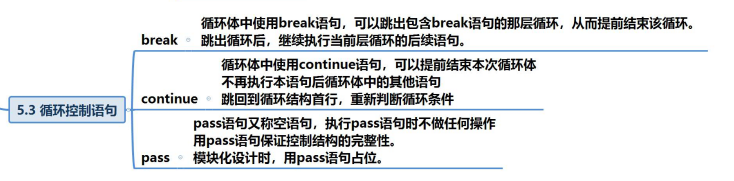 5.3 循环控制语句
break
循环体中使用break语句，可以跳出包含break语句的那层循环，从而提前结束该循环。
跳出循环后，继续执行当前层循环的后续语句。
continue
循环体中使用continue语句，可以提前结束本次循环体
不再执行本语句后循环体中的其他语句
跳回到循环结构首行，重新判断循环条件
pass
pass语句又称空语句，执行pass语句时不做任何操作
用pass语句保证控制结构的完整性。
模块化设计时，用pass语句占位。